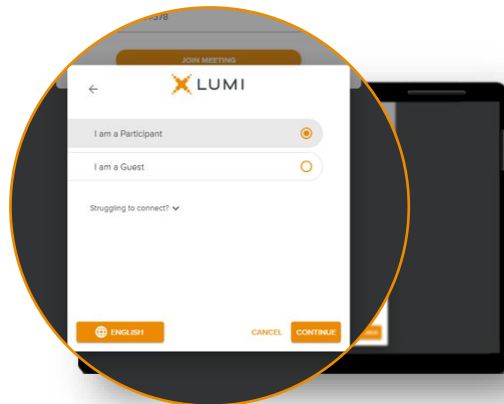 JOIN MEETING
LUMI
I am a Participant
I am a Guest
Struggling to connect?
ENGLISH
CANCEL CONTINUE